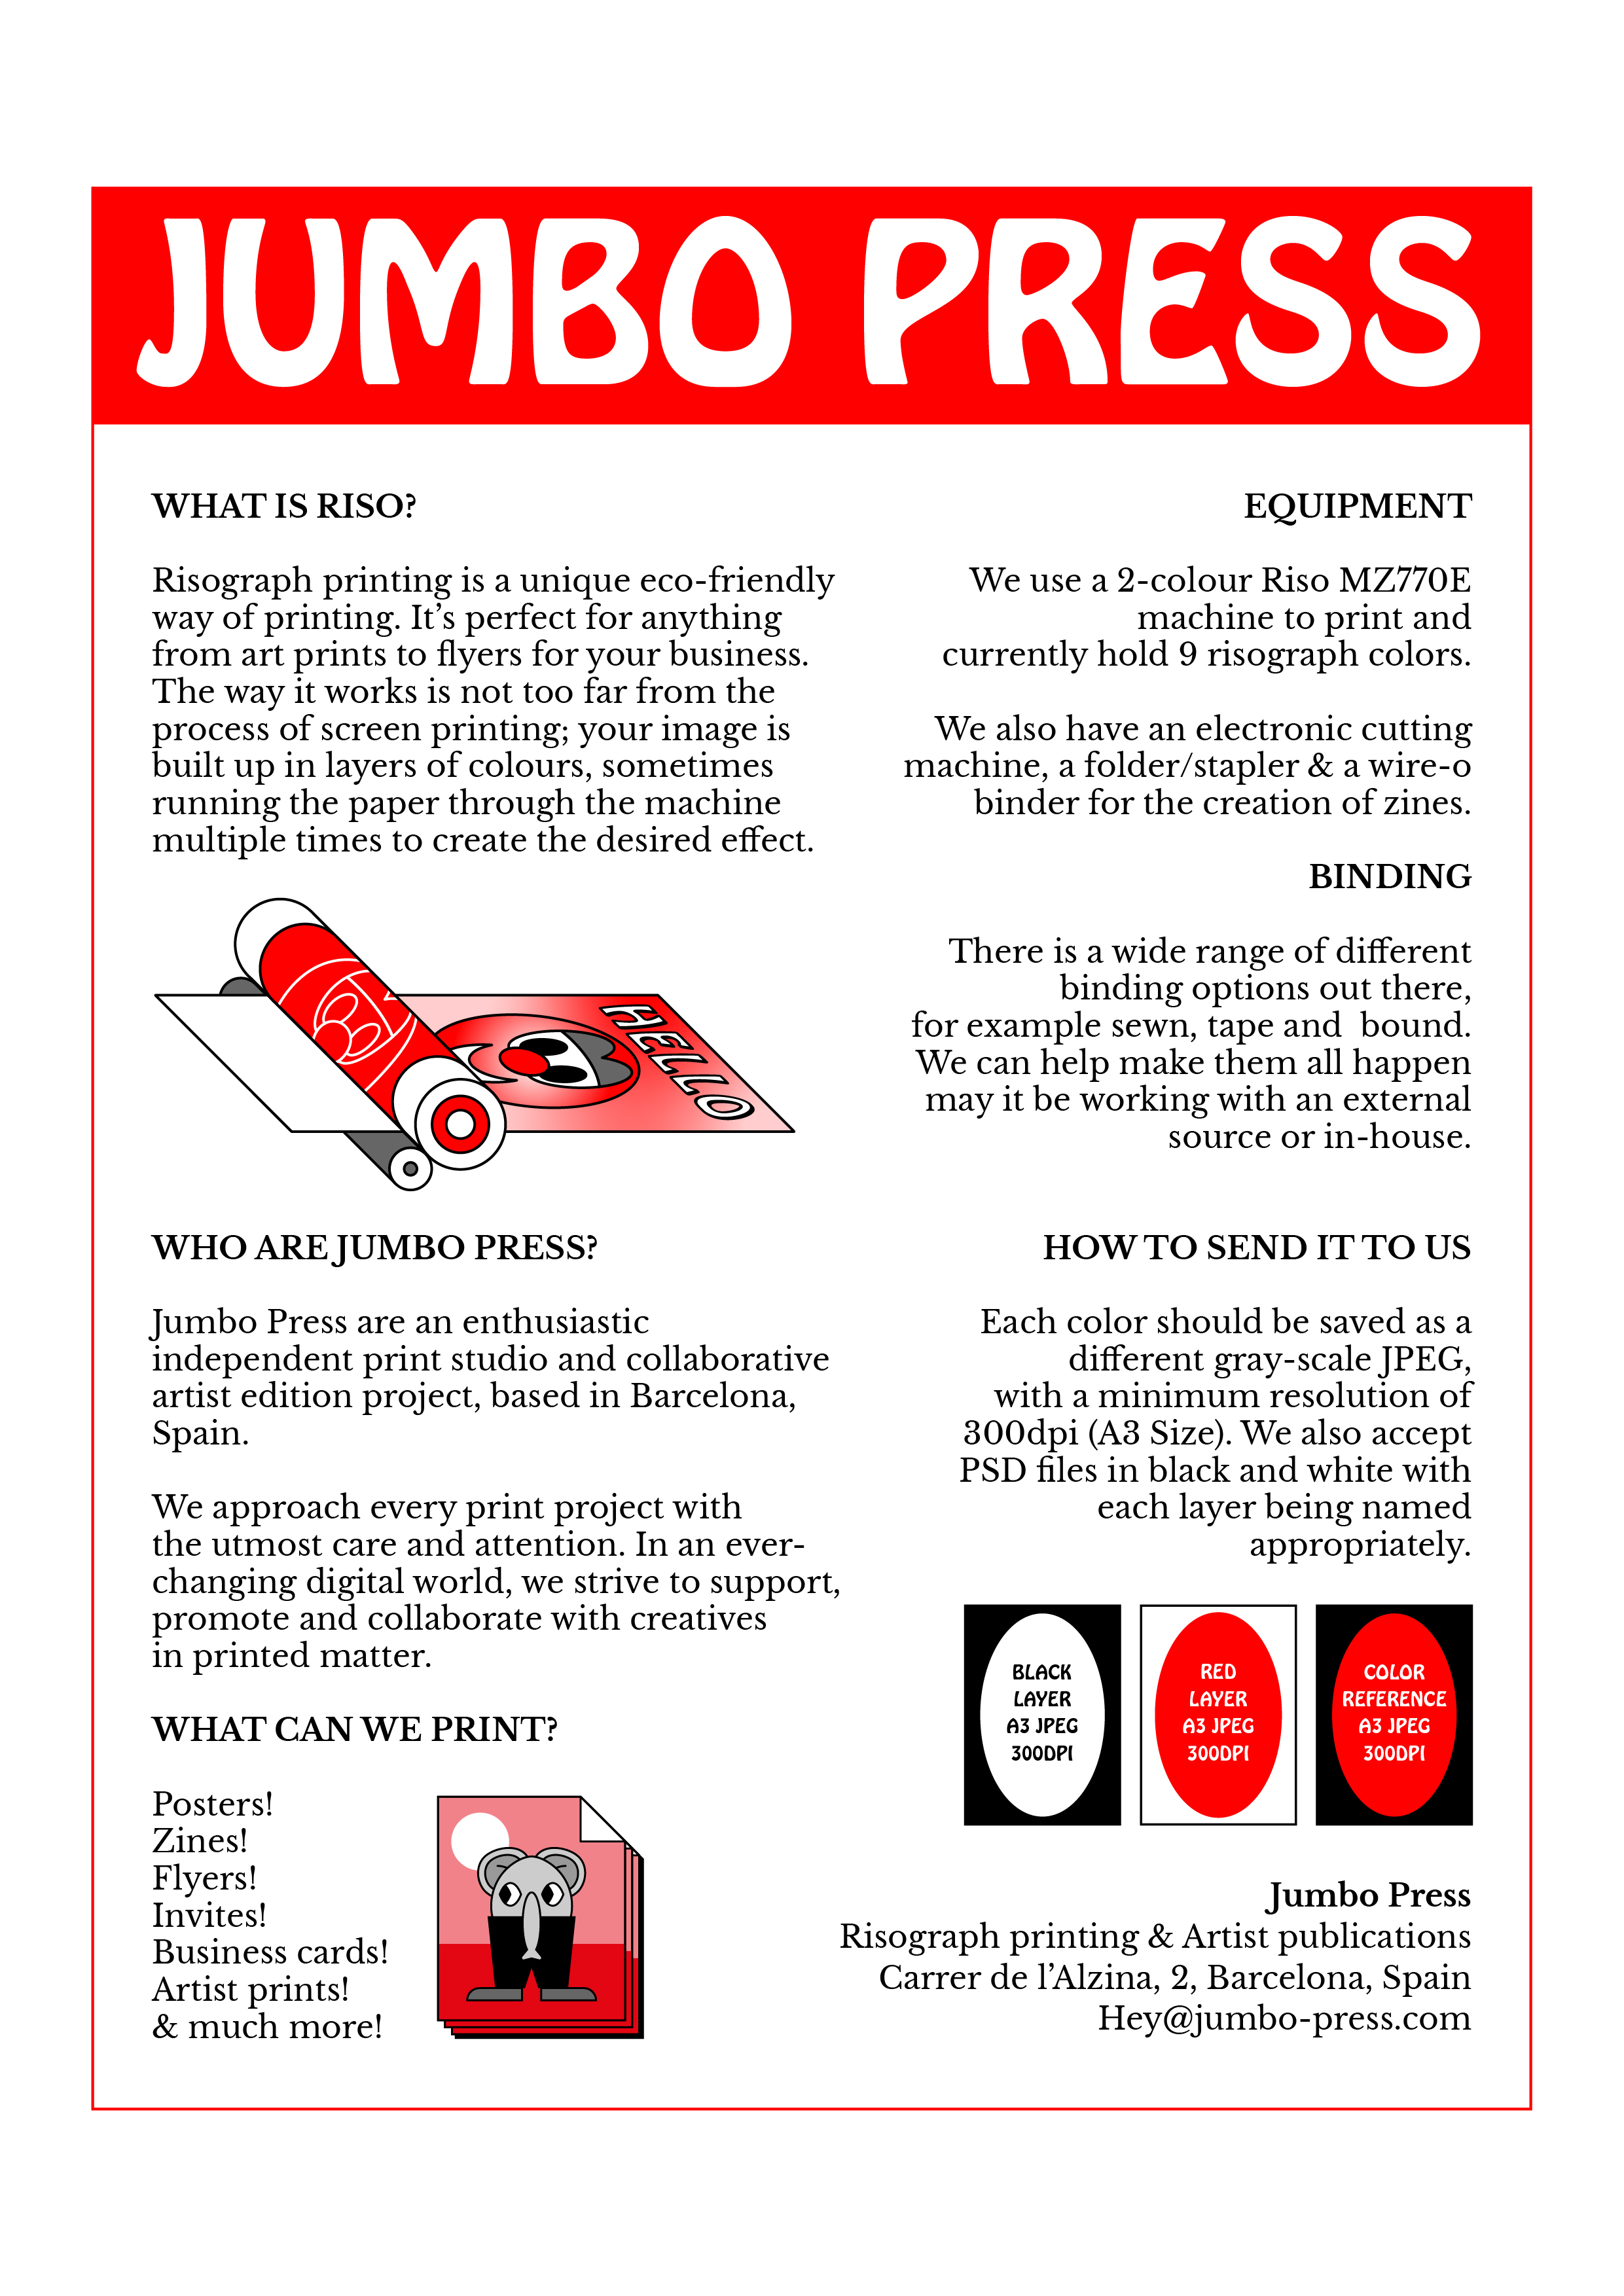 JUMBO PRESS
WHAT IS RISO?
Risograph printing is a unique eco-friendly
way of printing. It’s perfect for anything
from art prints to flyers for your business.
The way it works is not too far from the
process of screen printing; your image is
built up in layers of colours, sometimes
running the paper through the machine
multiple times to create the desired effect.
HELLO
WHO ARE JUMBO PRESS?
Jumbo Press are an enthusiastic
independent print studio and collaborative
artist edition project, based in Barcelona,
Spain.
We approach every print project with
the utmost care and attention. In an ever-
changing digital world, we strive to support,
promote and collaborate with creatives
in printed matter.
WHAT CAN WE PRINT?
Posters!
Zines!
Flyers!
Invites!
Business cards!
Artist prints!
& much more!
EQUIPMENT
We use a 2-colour Riso MZ770E
machine to print and
currently hold 9 risograph colors.
We also have an electronic cutting
machine, a folder/stapler & a wire-o
binder for the creation of zines.
BINDING
There is a wide range of different
binding options out there,
for example sewn, tape and  bound.
We can help make them all happen
may it be working with an external
source or in-house.
HOW TO SEND IT TO US
Each color should be saved as a
different gray-scale JPEG,
with a minimum resolution of
300dpi (A3 Size). We also accept
PSD files in black and white with
each layer being named
appropriately.
BLACK
LAYER
A3 JPEG
300DPI
RED
LAYER
A3 JPEG
300DPI
COLOR
REFERENCE
A3 JPEG
300DPI
Jumbo Press
Risograph printing & Artist publications
Carrer de l’Alzina, 2, Barcelona, Spain
Hey@jumbo-press.com